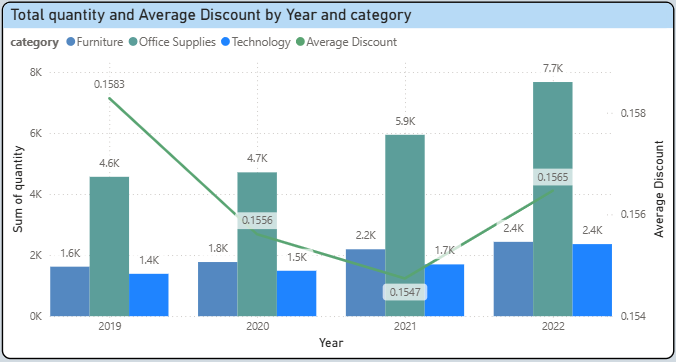 Total quantity and Average Discount by Year and category
category Furniture Office Supplies Technology Average Discount
8K
6K
4K
2K
0K
Sum of quantity
1.6K 4.6K 1.4K
1.8K 4.7K 1.5K
2.2K 5.9K 1.7K
2.4K 7.7K 2.4K
0.1583
0.1556
0.1547
0.1565
0.158
0.156
0.154
Average Discount
2019 2020 2021 2022
Year